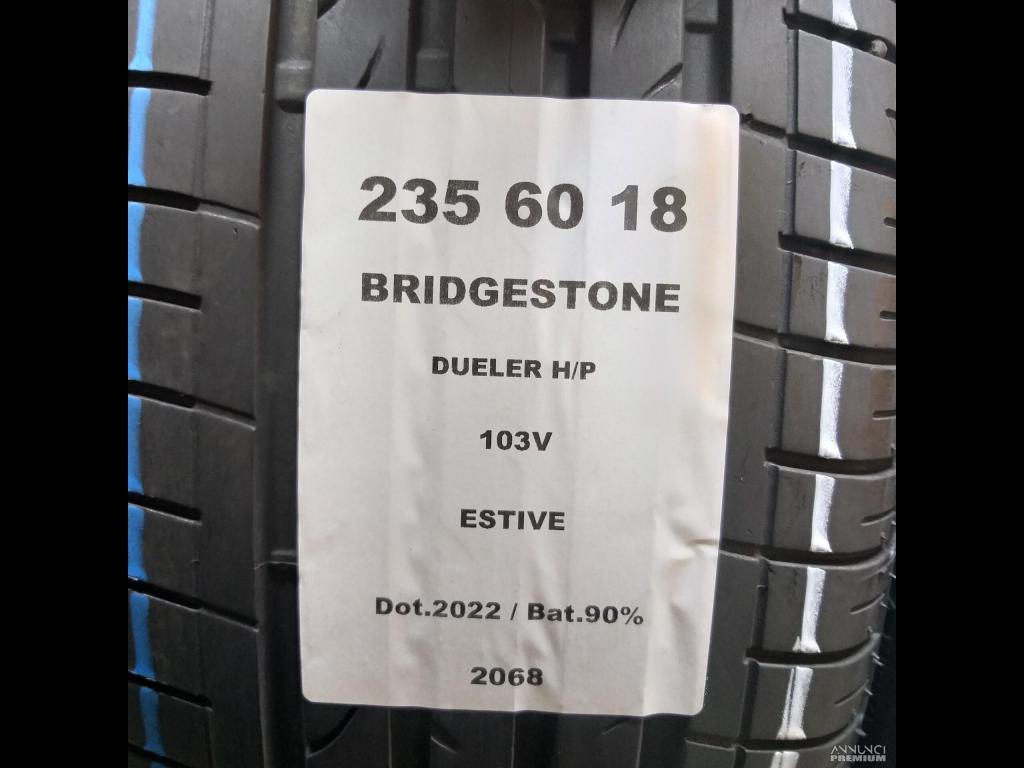 235 60 18
BRIDGESTONE
DUELER H/P
103V
ESTIVE
Dot.2022 / Bat.90%
2068
ANNUNCI
PREMIUM